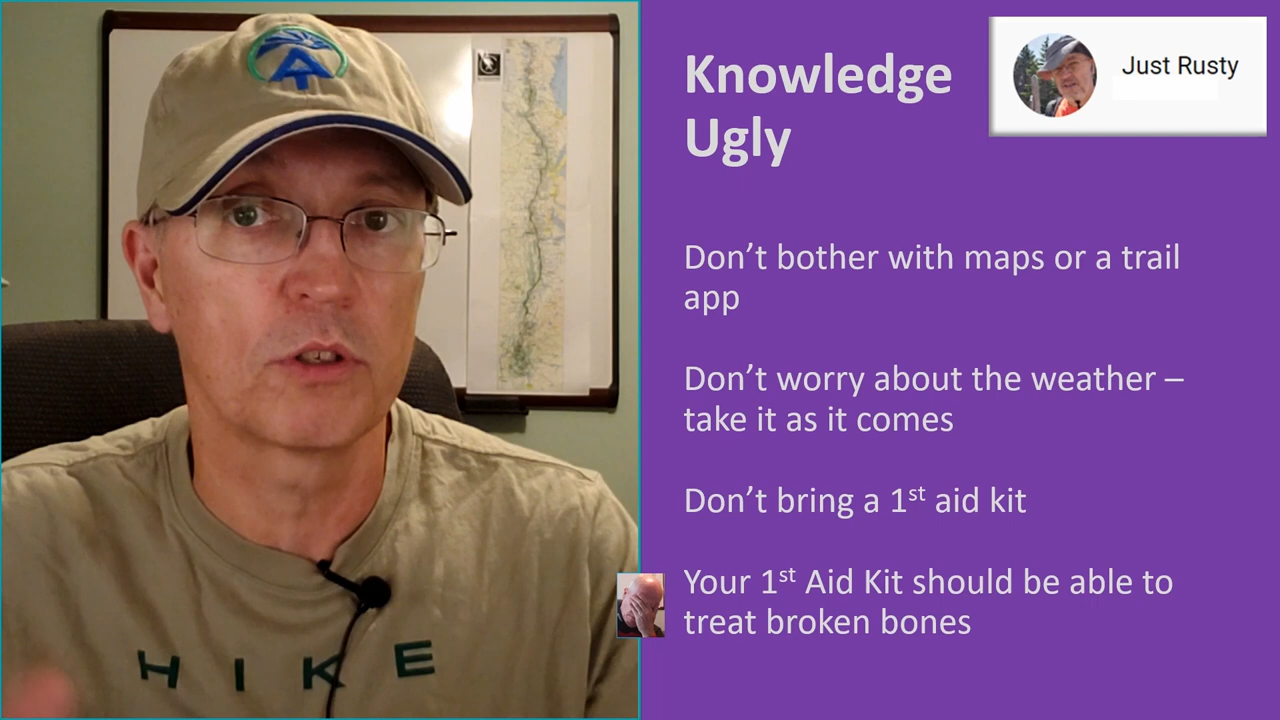 Knowledge
Ugly
Just Rusty
Don’t bother with maps or a trail
app
Don’t worry about the weather –
take it as it comes
Don’t bring a 1st aid kit
Your 1st Aid Kit should be able to
treat broken bones
HIKE